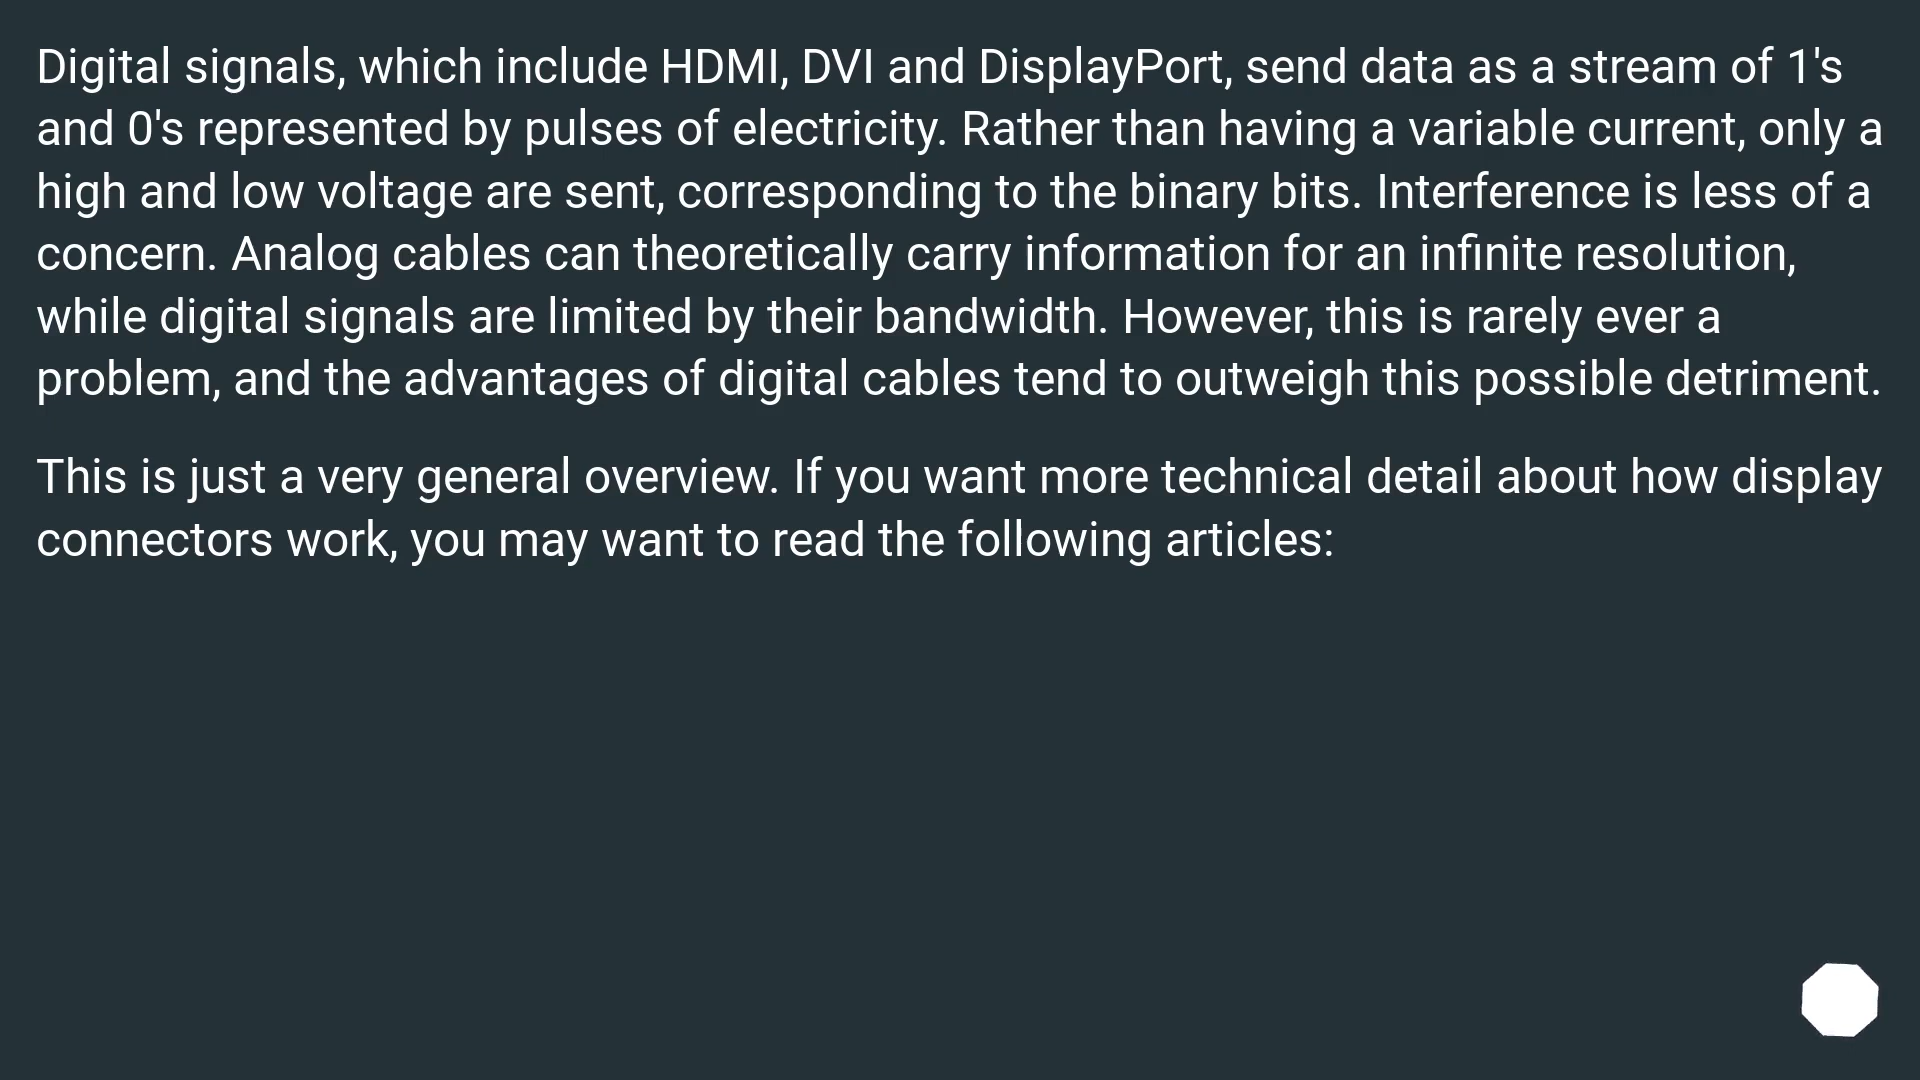 Digital signals, which include HDMI, DVI and DisplayPort, send data as a stream of 1's
and 0's represented by pulses of electricity. Rather than having a variable current, only a
high and low voltage are sent, corresponding to the binary bits. Interference is less of a
concern. Analog cables can theoretically carry information for an infinite resolution,
while digital signals are limited by their bandwidth. However, this is rarely ever a
problem, and the advantages of digital cables tend to outweigh this possible detriment.
This is just a very general overview. If you want more technical detail about how display
connectors work, you may want to read the following articles: